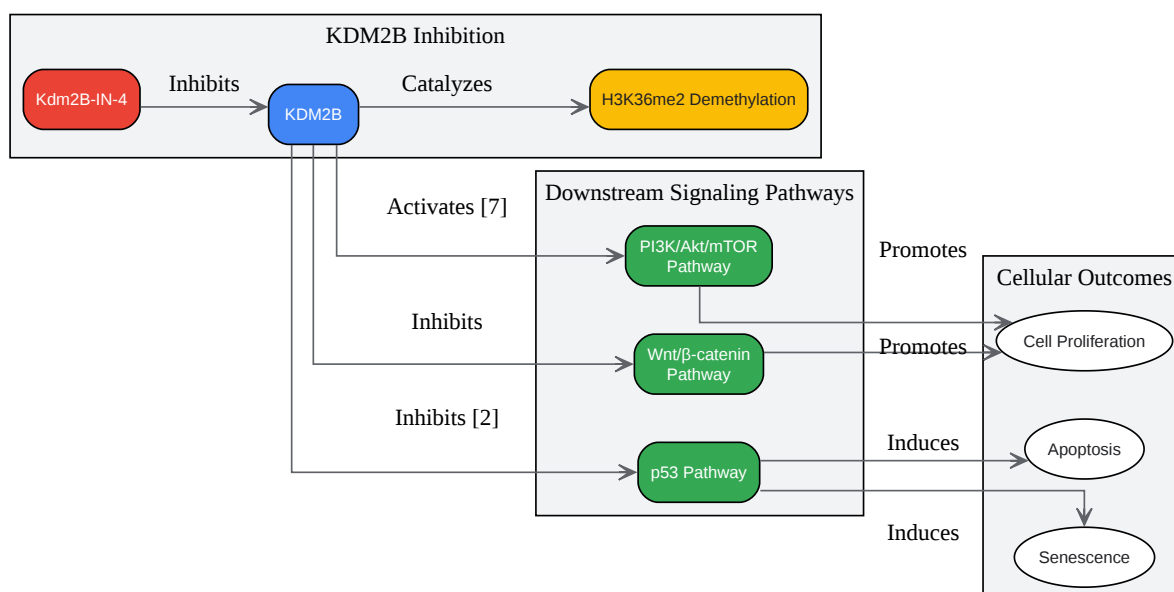 KDM2B Inhibition
Kdm2B-IN-4
Inhibits
KDM2B
Catalyzes
H3K36me2 Demethylation
Downstream Signaling Pathways
Activates [7]
PI3K/Akt/mTOR
Pathway
Promotes
Cellular Outcomes
Inhibits
Wnt/β-catenin
Pathway
Promotes
Cell Proliferation
Inhibits [2]
p53 Pathway
Induces
Apoptosis
Induces
Senescence